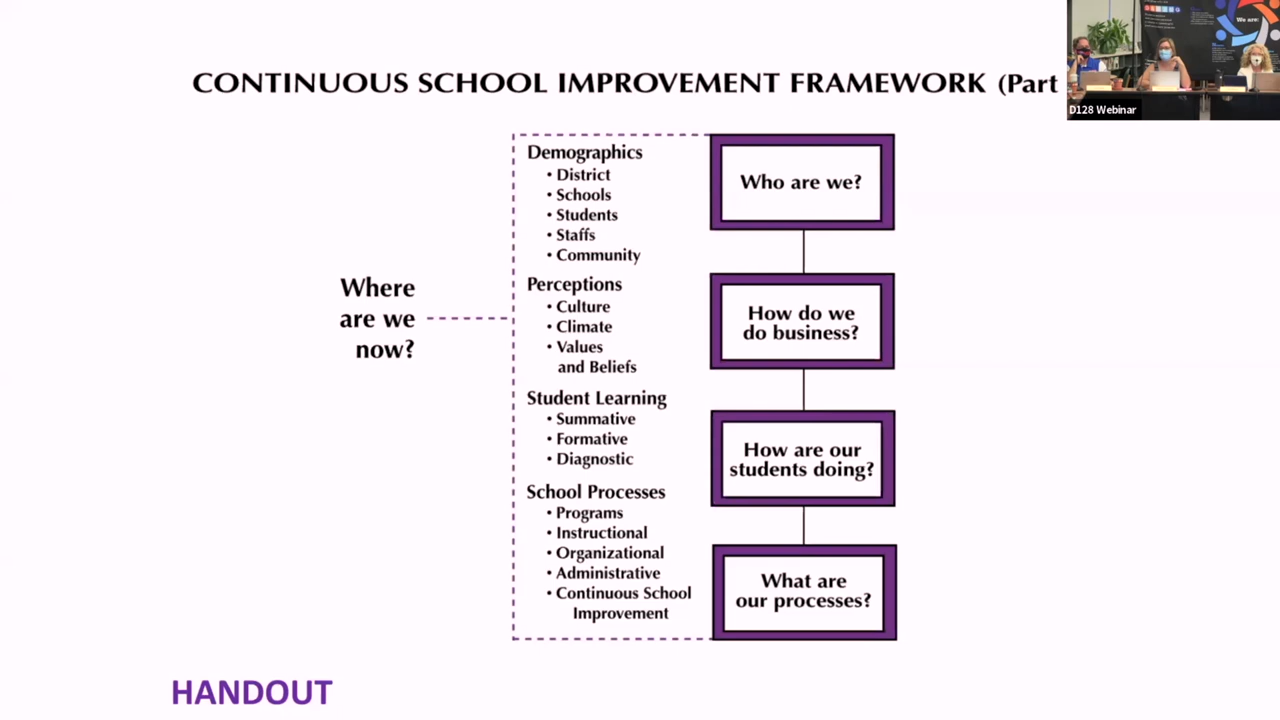 CONTINUOUS SCHOOL IMPROVEMENT FRAMEWORK (Part
We are:
D128 Webinar
Where
are we
now?
Demographics
• District
• Schools
• Students
• Staffs
• Community
Who are we?
Perceptions
• Culture
• Climate
• Values
and Beliefs
How do we
do business?
Student Learning
• Summative
• Formative
• Diagnostic
How are our
students doing?
School Processes
• Programs
• Instructional
• Organizational
• Administrative
• Continuous School
Improvement
What are
our processes?
HANDOUT